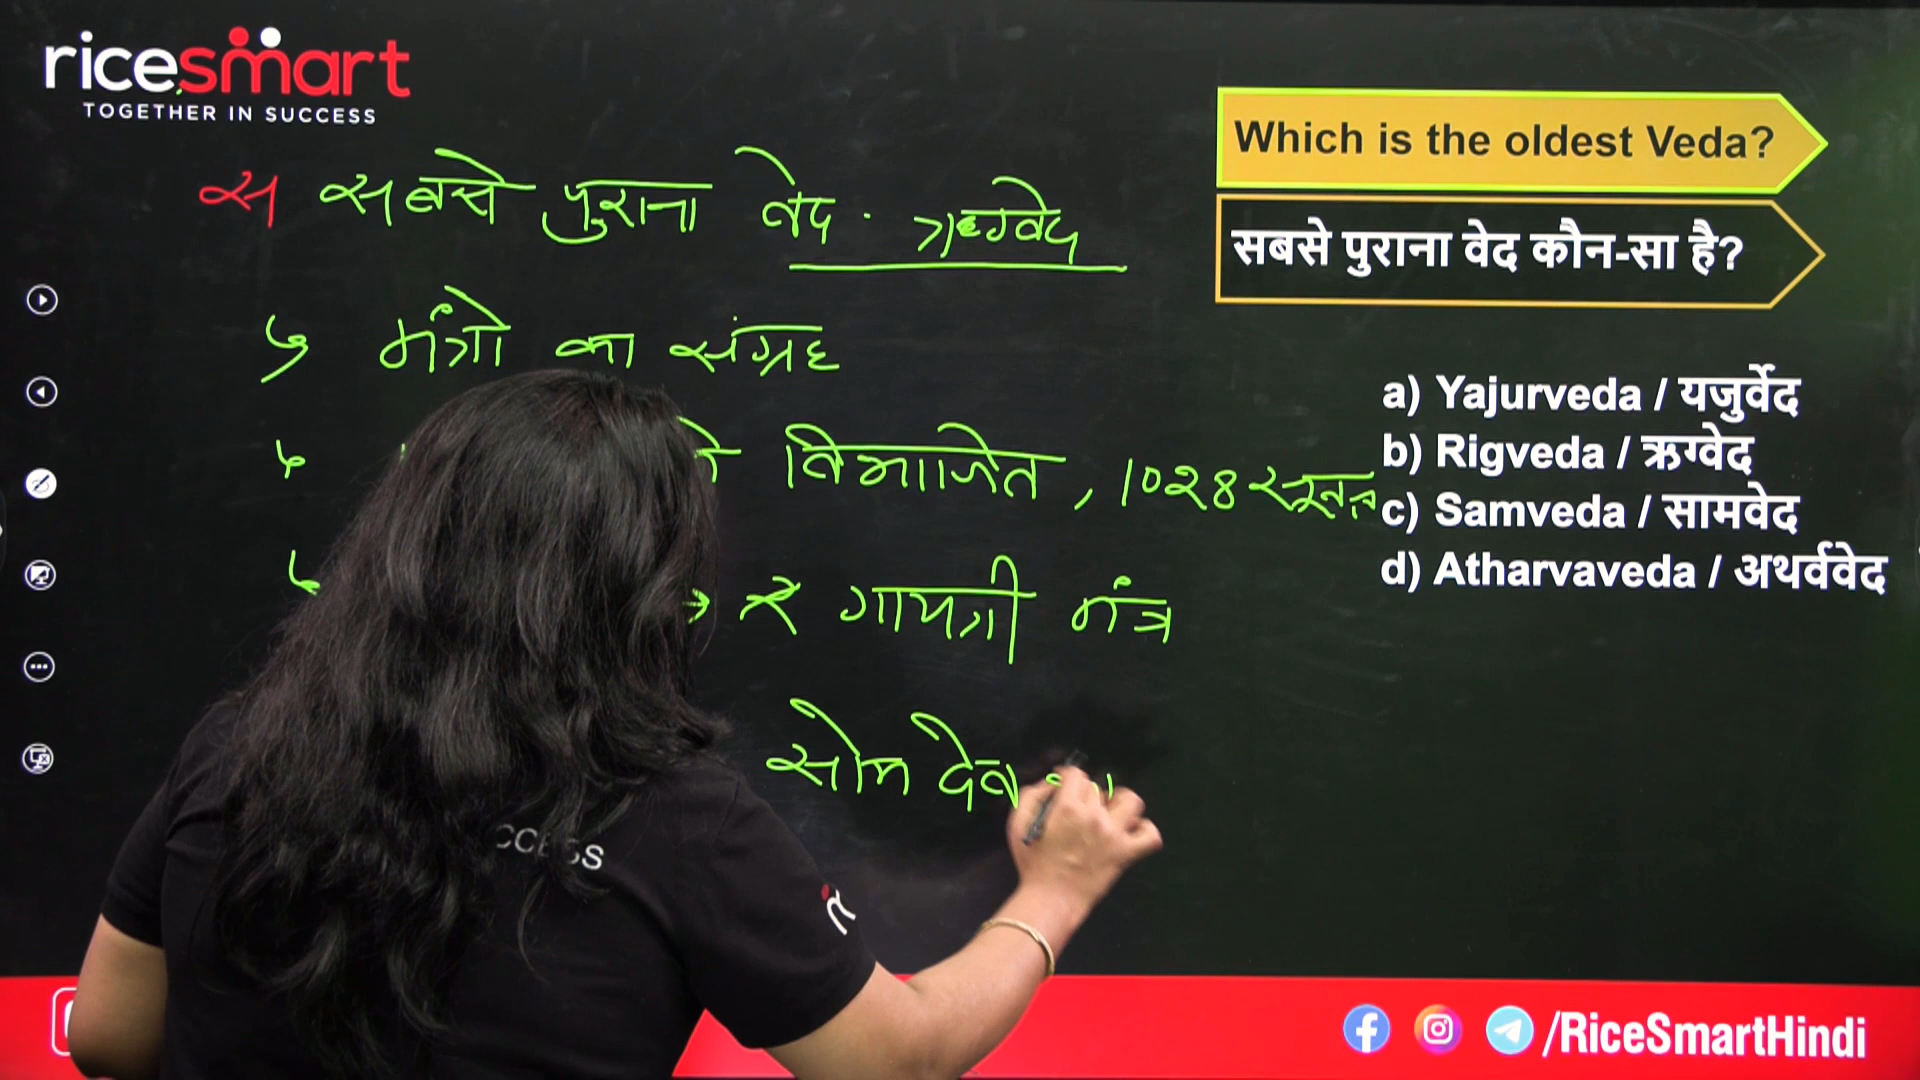 ricesmart
TOGETHER IN SUCCESS
Which is the oldest Veda?
सबसे पुराना वेद कौन-सा है?
स सबसे पुराना वेद . ऋग्वेद
मंत्रो का संग्रह
विभाजित , 1028 सूक्त
→ २ गायत्री मंत्र
सोम देव
a) Yajurveda / यजुर्वेद
b) Rigveda / ऋग्वेद
c) Samveda / सामवेद
d) Atharvaveda / अथर्ववेद
/RiceSmartHindi